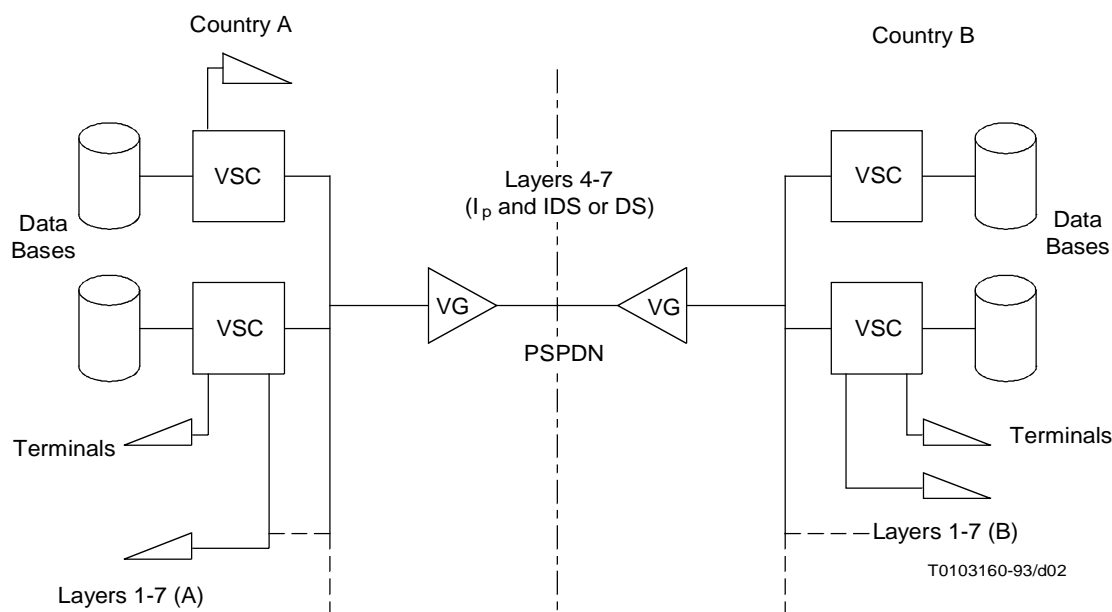 Country A
Country B
VSC
VSC
Layers 4-7
(Ip and IDS or DS)
Data
Bases
Data
Bases
VSC
VG
VG
VSC
PSPDN
Terminals
Terminals
Layers 1-7 (B)
T0103160-93/d02
Layers 1-7 (A)